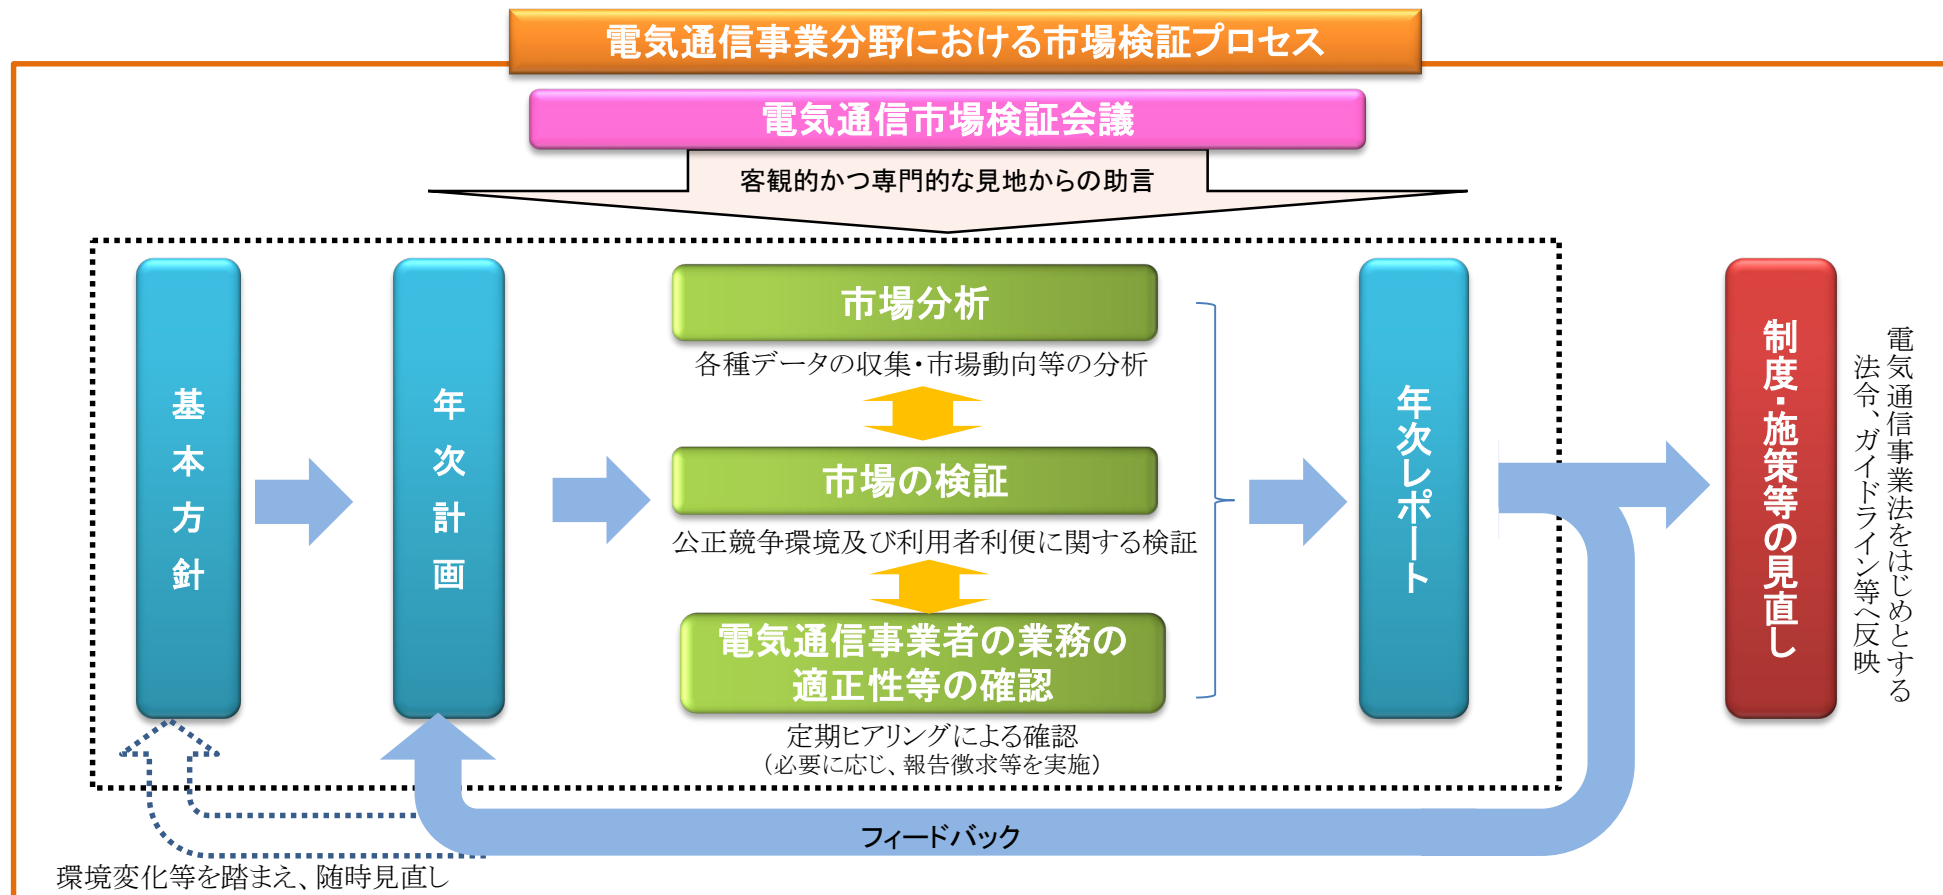 電気通信事業分野における市場検証プロセス
電気通信市場検証会議
客観的かつ専門的な見地からの助言
基本方針
年次計画
市場分析
各種データの収集・市場動向等の分析
市場の検証
公正競争環境及び利用者利便に関する検証
電気通信事業者の業務の
適正性等の確認
定期ヒアリングによる確認
（必要に応じ、報告徴求等を実施）
年次レポート
制度・施策等の見直し
電気通信事業法をはじめとする
法令、ガイドライン等へ反映
フィードバック
環境変化等を踏まえ、随時見直し